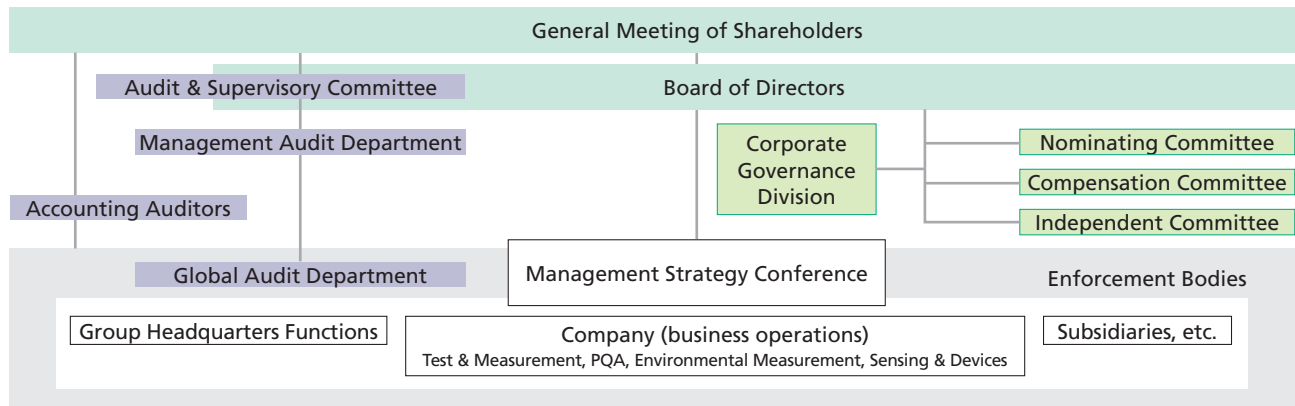 General Meeting of Shareholders
Audit & Supervisory Committee
Board of Directors
Management Audit Department
Corporate
Governance
Division
Nominating Committee
Compensation Committee
Independent Committee
Accounting Auditors
Global Audit Department
Management Strategy Conference
Enforcement Bodies
Group Headquarters Functions
Company (business operations)
Test & Measurement, PQA, Environmental Measurement, Sensing & Devices
Subsidiaries, etc.